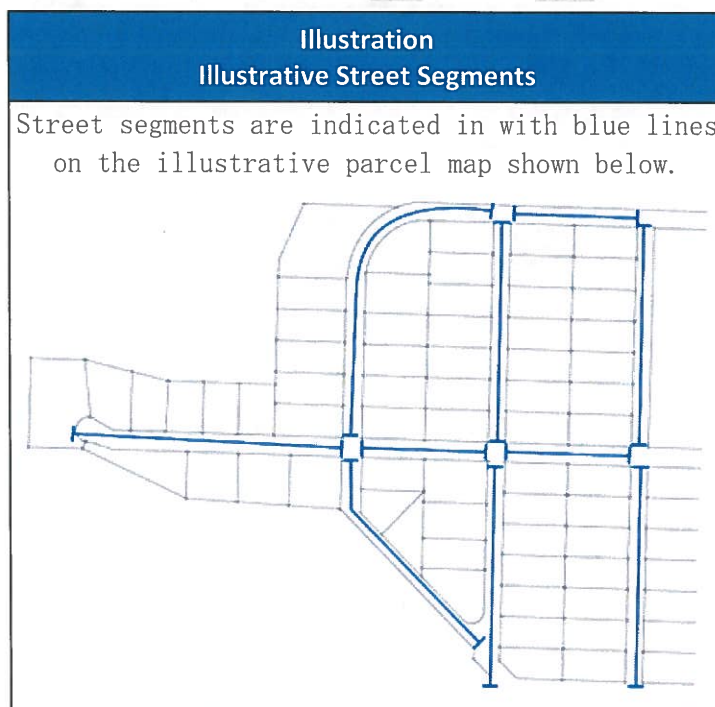 Illustration
Illustrative Street Segments
Street segments are indicated in with blue lines
on the illustrative parcel map shown below.